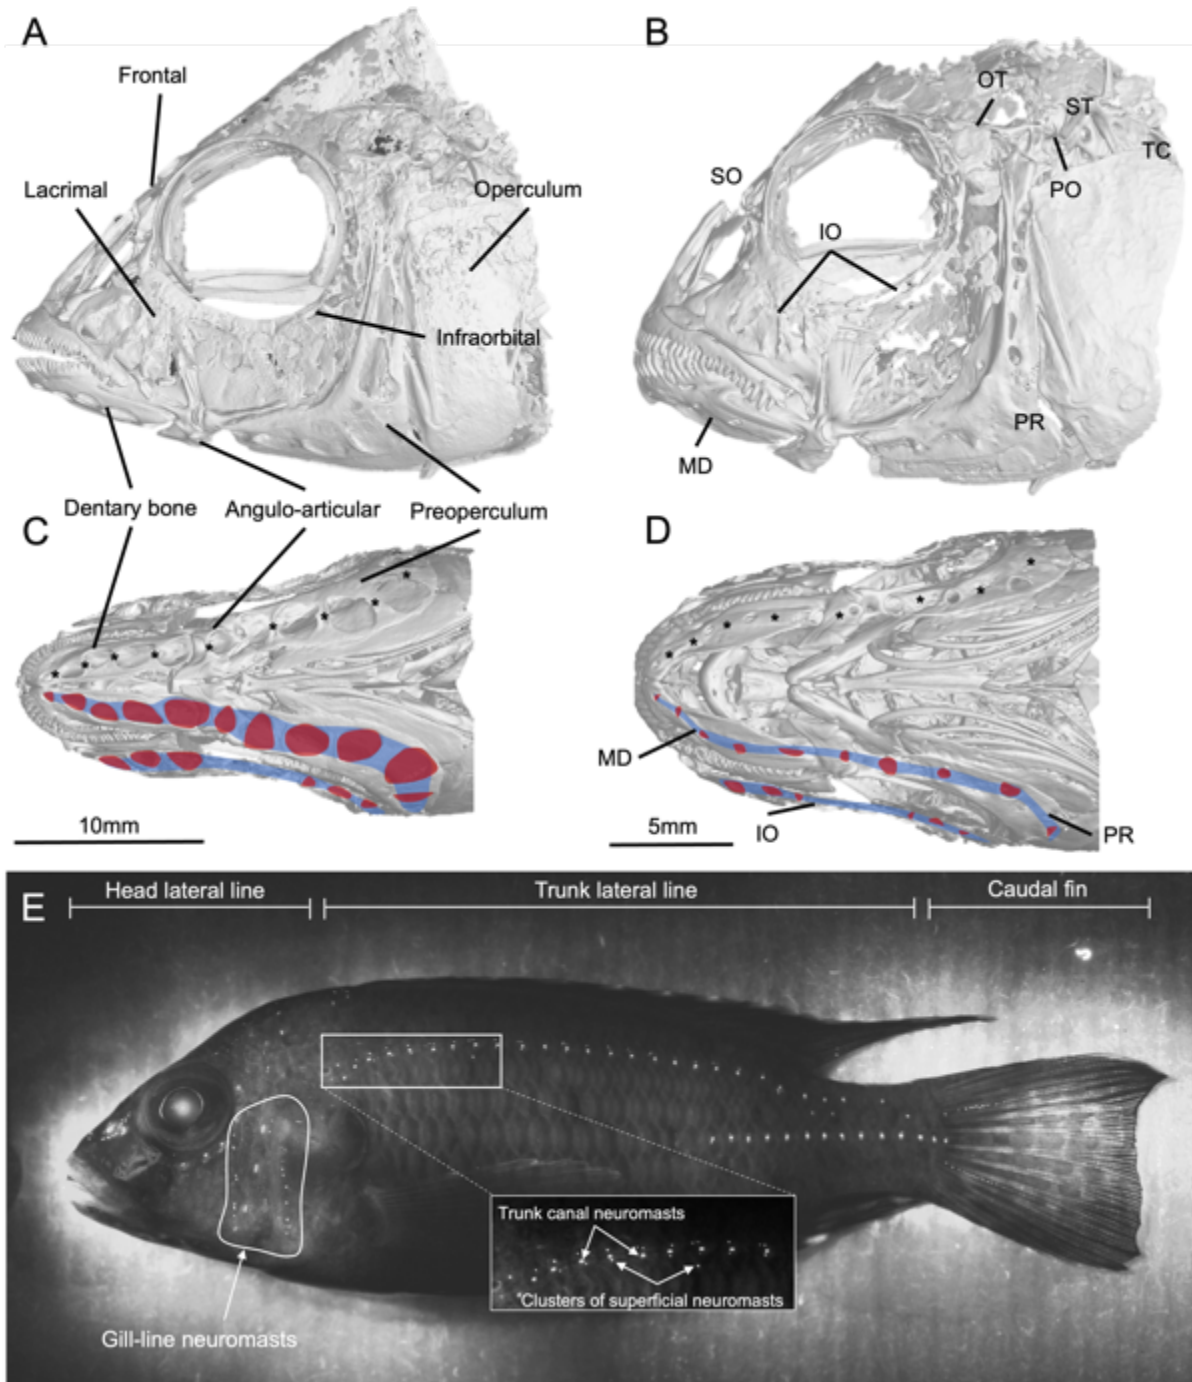 A
B
Frontal
Lacrimal
Operculum
Infraorbital
OT
ST
TC
PO
SO
IO
PR
MD
Dentary bone
Angulo-articular
Preoperculum
C
D
MD
10mm
5mm
IO
PR
E
Head lateral line
Trunk lateral line
Caudal fin
Trunk canal neuromasts
Clusters of superficial neuromasts
Gill-line neuromasts